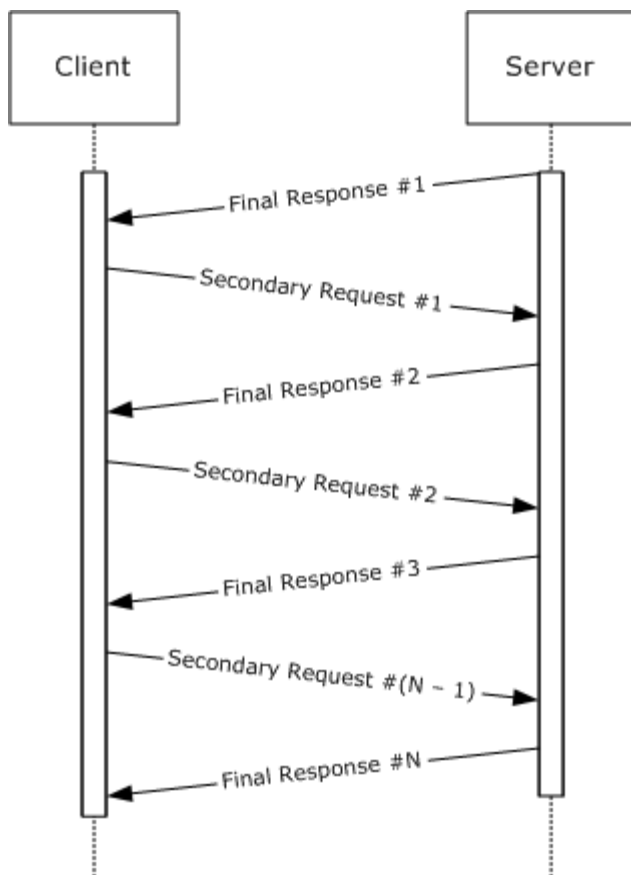 Client
Server
Final Response #1
Secondary Request #1
Final Response #2
Secondary Request #2
Final Response #3
Secondary Request #(N – 1)
Final Response #N